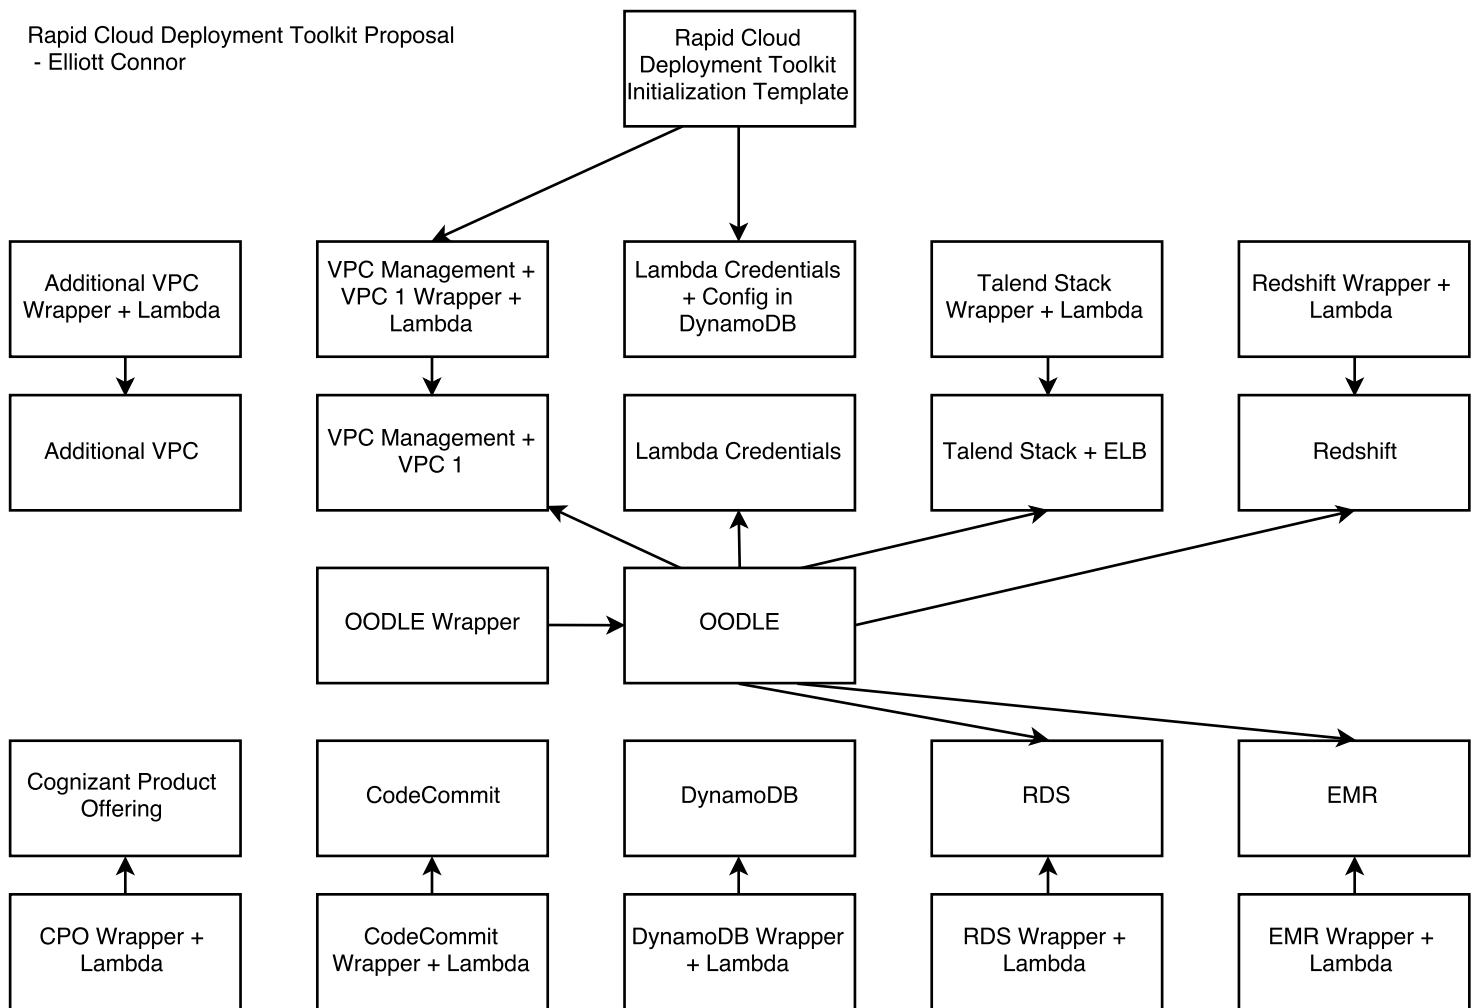 Rapid Cloud Deployment Toolkit Proposal
- Elliott Connor
Rapid Cloud
Deployment Toolkit
Initialization Template
Additional VPC
Wrapper + Lambda
VPC Management +
VPC 1 Wrapper +
Lambda
Lambda Credentials
+ Config in
DynamoDB
Talend Stack
Wrapper + Lambda
Redshift Wrapper +
Lambda
Additional VPC
VPC Management +
VPC 1
Lambda Credentials
Talend Stack + ELB
Redshift
OODLE Wrapper
OODLE
Cognizant Product
Offering
CodeCommit
DynamoDB
RDS
EMR
CPO Wrapper +
Lambda
CodeCommit
Wrapper + Lambda
DynamoDB Wrapper
+ Lambda
RDS Wrapper +
Lambda
EMR Wrapper +
Lambda